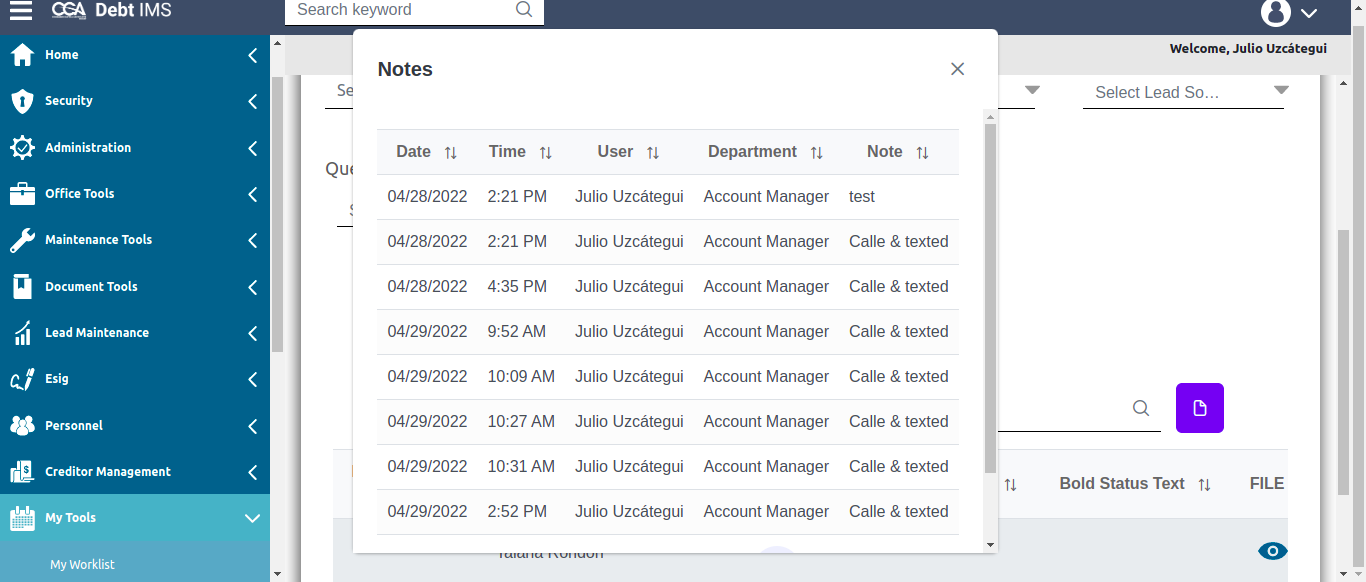 CGA Debt IMS
Search keyword
Welcome, Julio Uzcátegui
Home
Security
Administration
Office Tools
Maintenance Tools
Document Tools
Lead Maintenance
Esig
Personnel
Creditor Management
My Tools
My Worklist
Notes
Date Time User Department Note
04/28/2022 2:21 PM Julio Uzcátegui Account Manager test
04/28/2022 2:21 PM Julio Uzcátegui Account Manager Calle & texted
04/28/2022 4:35 PM Julio Uzcátegui Account Manager Calle & texted
04/29/2022 9:52 AM Julio Uzcátegui Account Manager Calle & texted
04/29/2022 10:09 AM Julio Uzcátegui Account Manager Calle & texted
04/29/2022 10:27 AM Julio Uzcátegui Account Manager Calle & texted
04/29/2022 10:31 AM Julio Uzcátegui Account Manager Calle & texted
04/29/2022 2:52 PM Julio Uzcátegui Account Manager Calle & texted
Se
Select Lead So...
Que
Bold Status Text FILE